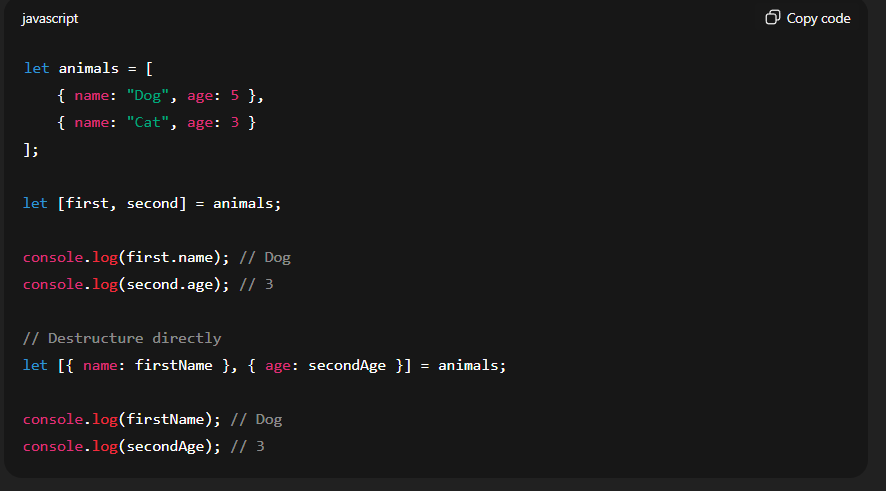 javascript
Copy code
let animals = [
    { name: "Dog", age: 5 },
    { name: "Cat", age: 3 }
];
let [first, second] = animals;
console.log(first.name); // Dog
console.log(second.age); // 3
// Destructure directly
let [{ name: firstName }, { age: secondAge }] = animals;
console.log(firstName); // Dog
console.log(secondAge); // 3